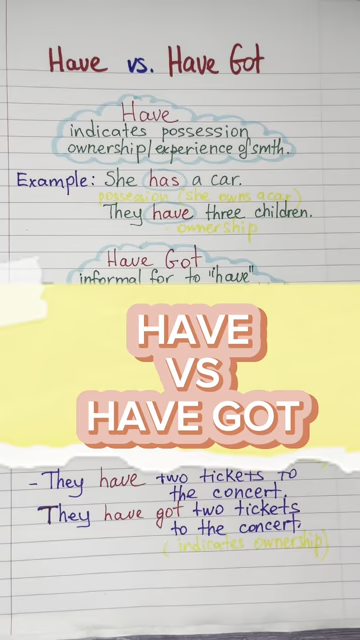 Have vs. Have Got
Have
indicates possession
ownership/experience of smth.
Example: She has a car.
possession (she owns a car)
They have three children.
ownership
Have Got
informal for to "have"
HAVE
VS
HAVE GOT
- They have two tickets to
the concert.
They have got two tickets
to the concert.
(indicates ownership)